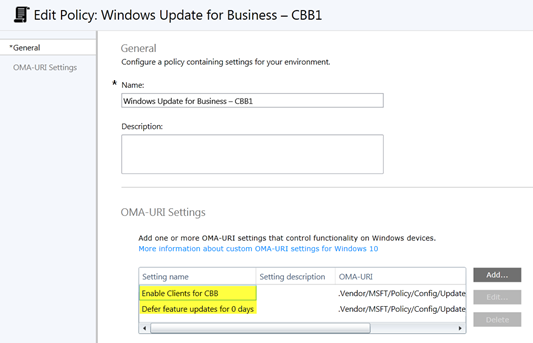 Edit Policy: Windows Update for Business – CBB1
*General
OMA-URI Settings
General
Configure a policy containing settings for your environment.
* Name:
Windows Update for Business – CBB1
Description:
OMA-URI Settings
Add one or more OMA-URI settings that control functionality on Windows devices.
More information about custom OMA-URI settings for Windows 10
Setting name Setting description OMA-URI
Enable Clients for CBB .Vendor/MSFT/Policy/Config/Update
Defer feature updates for 0 days .Vendor/MSFT/Policy/Config/Update
Add...
Edit...
Delete